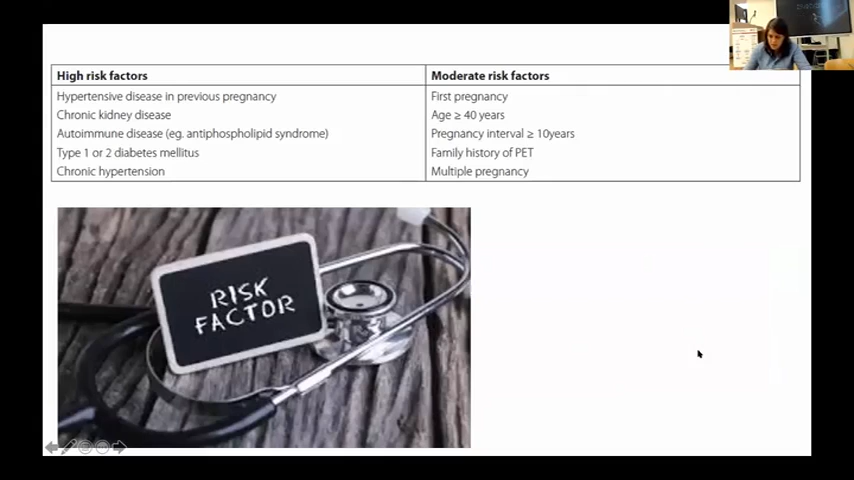 High risk factors
Moderate risk factors
Hypertensive disease in previous pregnancy
First pregnancy
Chronic kidney disease
Age ≥ 40 years
Autoimmune disease (eg. antiphospholipid syndrome)
Pregnancy interval ≥ 10years
Type 1 or 2 diabetes mellitus
Family history of PET
Chronic hypertension
Multiple pregnancy
RISK
FACTOR